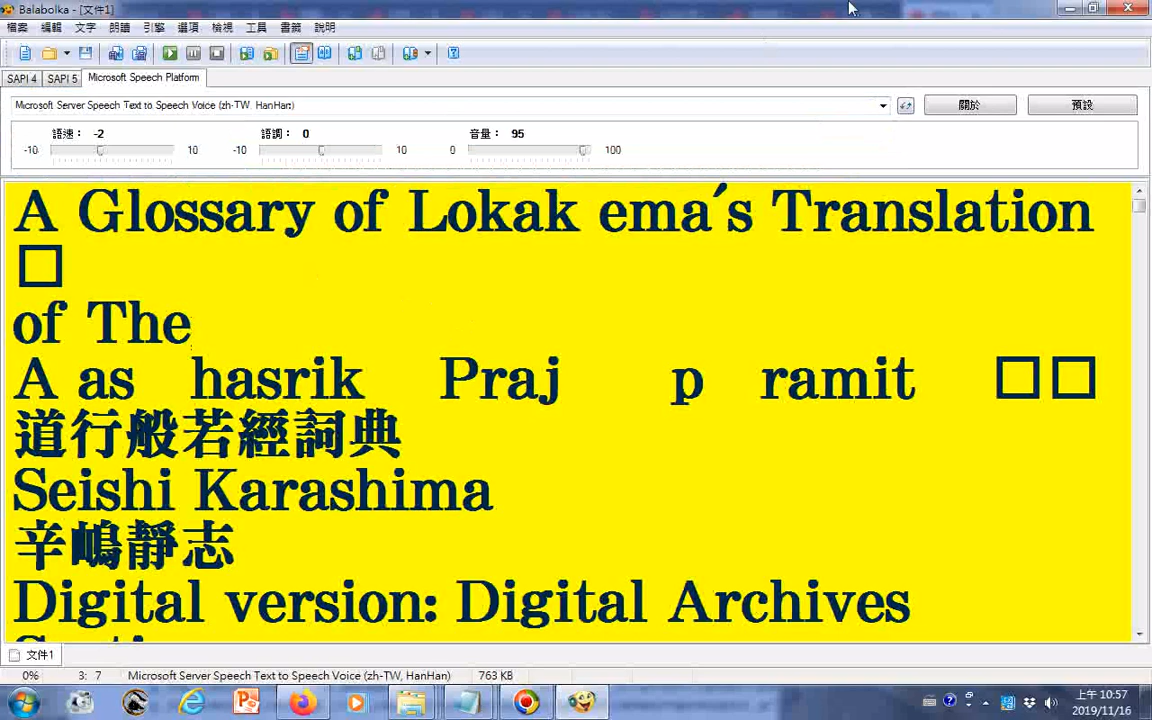 Balabolka - [文件1]
檔案 編輯 文字 朗讀 引擎 選項 檢視 工具 書籤 說明
SAPI 4 SAPI 5 Microsoft Speech Platform
Microsoft Server Speech Text to Speech Voice (zh-TW, HanHan) 關於 預設
語速： -2 語調： 0 音量： 95
-10 10 -10 10 0 100
A Glossary of Lokak ema's Translation
□
of The
A as hasrik Praj p ramit □□
道行般若經詞典
Seishi Karashima
辛嶋靜志
Digital version: Digital Archives
文件1
0% 3: 7 Microsoft Server Speech Text to Speech Voice (zh-TW, HanHan) 763 KB
上午 10:57
2019/11/16